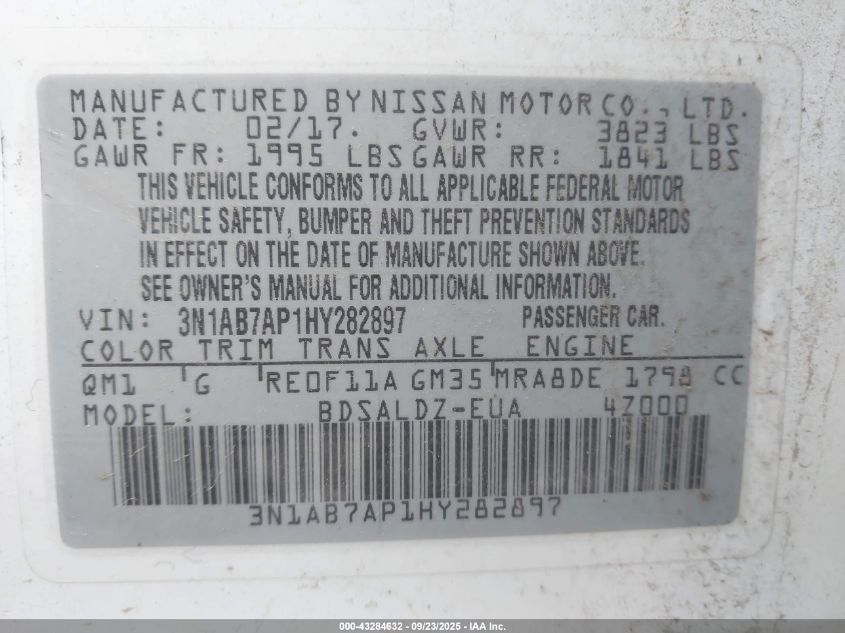 MANUFACTURED BY NISSAN MOTOR CO., LTD.
DATE: 02/17. GVWR: 3823 LBS
GAWR FR: 1995 LBS GAWR RR: 1841 LBS
THIS VEHICLE CONFORMS TO ALL APPLICABLE FEDERAL MOTOR
VEHICLE SAFETY, BUMPER AND THEFT PREVENTION STANDARDS
IN EFFECT ON THE DATE OF MANUFACTURE SHOWN ABOVE.
SEE OWNER'S MANUAL FOR ADDITIONAL INFORMATION.
VIN: 3N1AB7AP1HY282897 PASSENGER CAR.
COLOR TRIM TRANS AXLE ENGINE
QM1 G RE0F11A GM35 MRA8DE 1798 CC
MODEL: BDSALDZ-EUA 4Z000
3N1AB7AP1HY282897
000-43284632 - 09/23/2025 - IAA Inc.